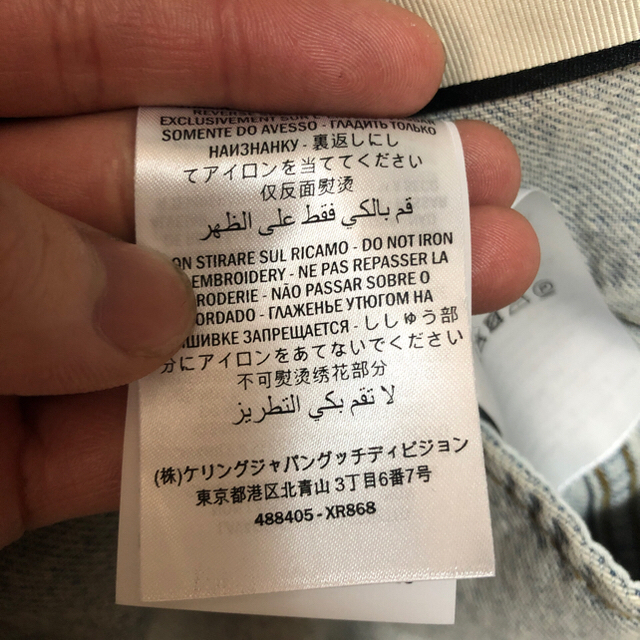 EXCLUSIVEMENT SUR L
SOMENTE DO AVESSO - ГЛАДИТЬ ТОЛЬКО
НАИЗНАНКУ - 裏返しにし
てアイロンを当ててください
仅反面熨烫
قم بالكي فقط على الظهر
ON STIRARE SUL RICAMO - DO NOT IRON
EMBROIDERY - NE PAS REPASSER LA
RODERIE - NÃO PASSAR SOBRE O
ORDADO - ГЛАЖЕНЬЕ УТЮГОМ НА
ШИВКЕ ЗАПРЕЩАЕТСЯ - ししゅう部
分にアイロンをあてないでください
不可熨烫绣花部分
لا تقم بكي التطريز
(株)ケリングジャパングッチディビジョン
東京都港区北青山 3丁目6番7号
488405 - XR868